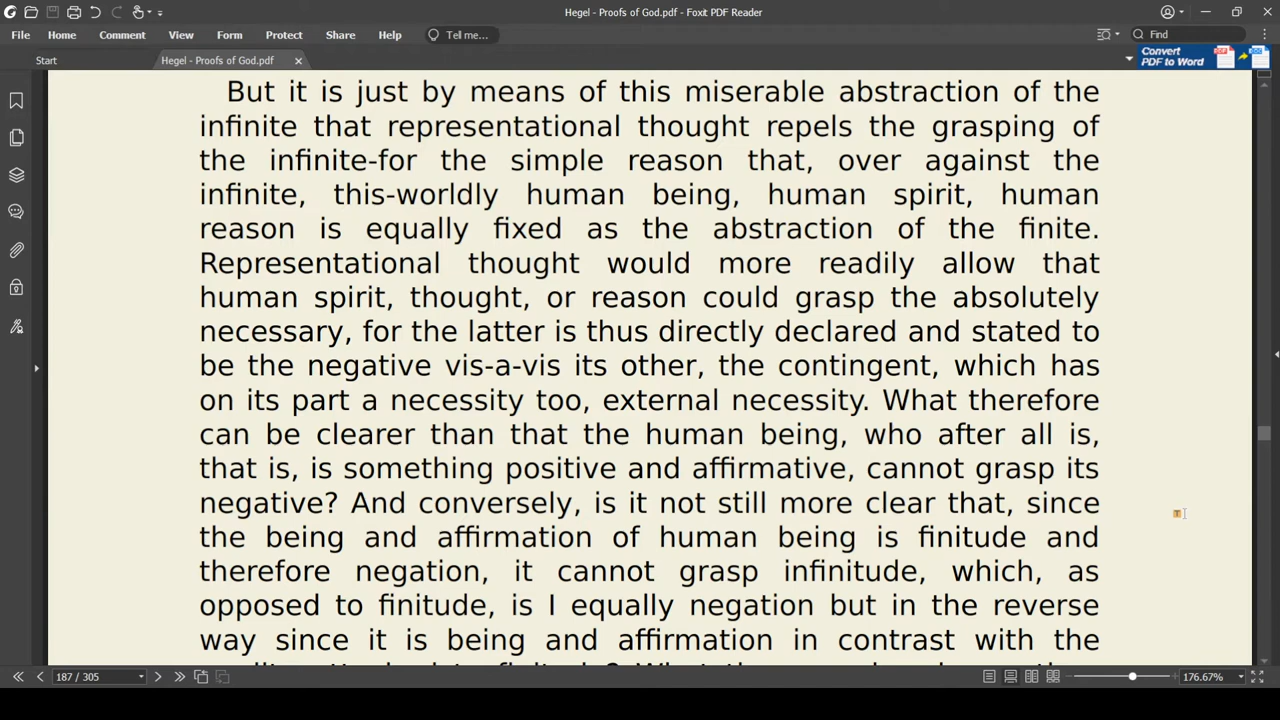 Hegel - Proofs of God.pdf - Foxit PDF Reader
File Home Comment View Form Protect Share Help Tell me... Find
Start Hegel - Proofs of God.pdf
Convert
PDF to Word
But it is just by means of this miserable abstraction of the
infinite that representational thought repels the grasping of
the infinite-for the simple reason that, over against the
infinite, this-worldly human being, human spirit, human
reason is equally fixed as the abstraction of the finite.
Representational thought would more readily allow that
human spirit, thought, or reason could grasp the absolutely
necessary, for the latter is thus directly declared and stated to
be the negative vis-a-vis its other, the contingent, which has
on its part a necessity too, external necessity. What therefore
can be clearer than that the human being, who after all is,
that is, is something positive and affirmative, cannot grasp its
negative? And conversely, is it not still more clear that, since
the being and affirmation of human being is finitude and
therefore negation, it cannot grasp infinitude, which, as
opposed to finitude, is I equally negation but in the reverse
way since it is being and affirmation in contrast with the
187 / 305 176.67%